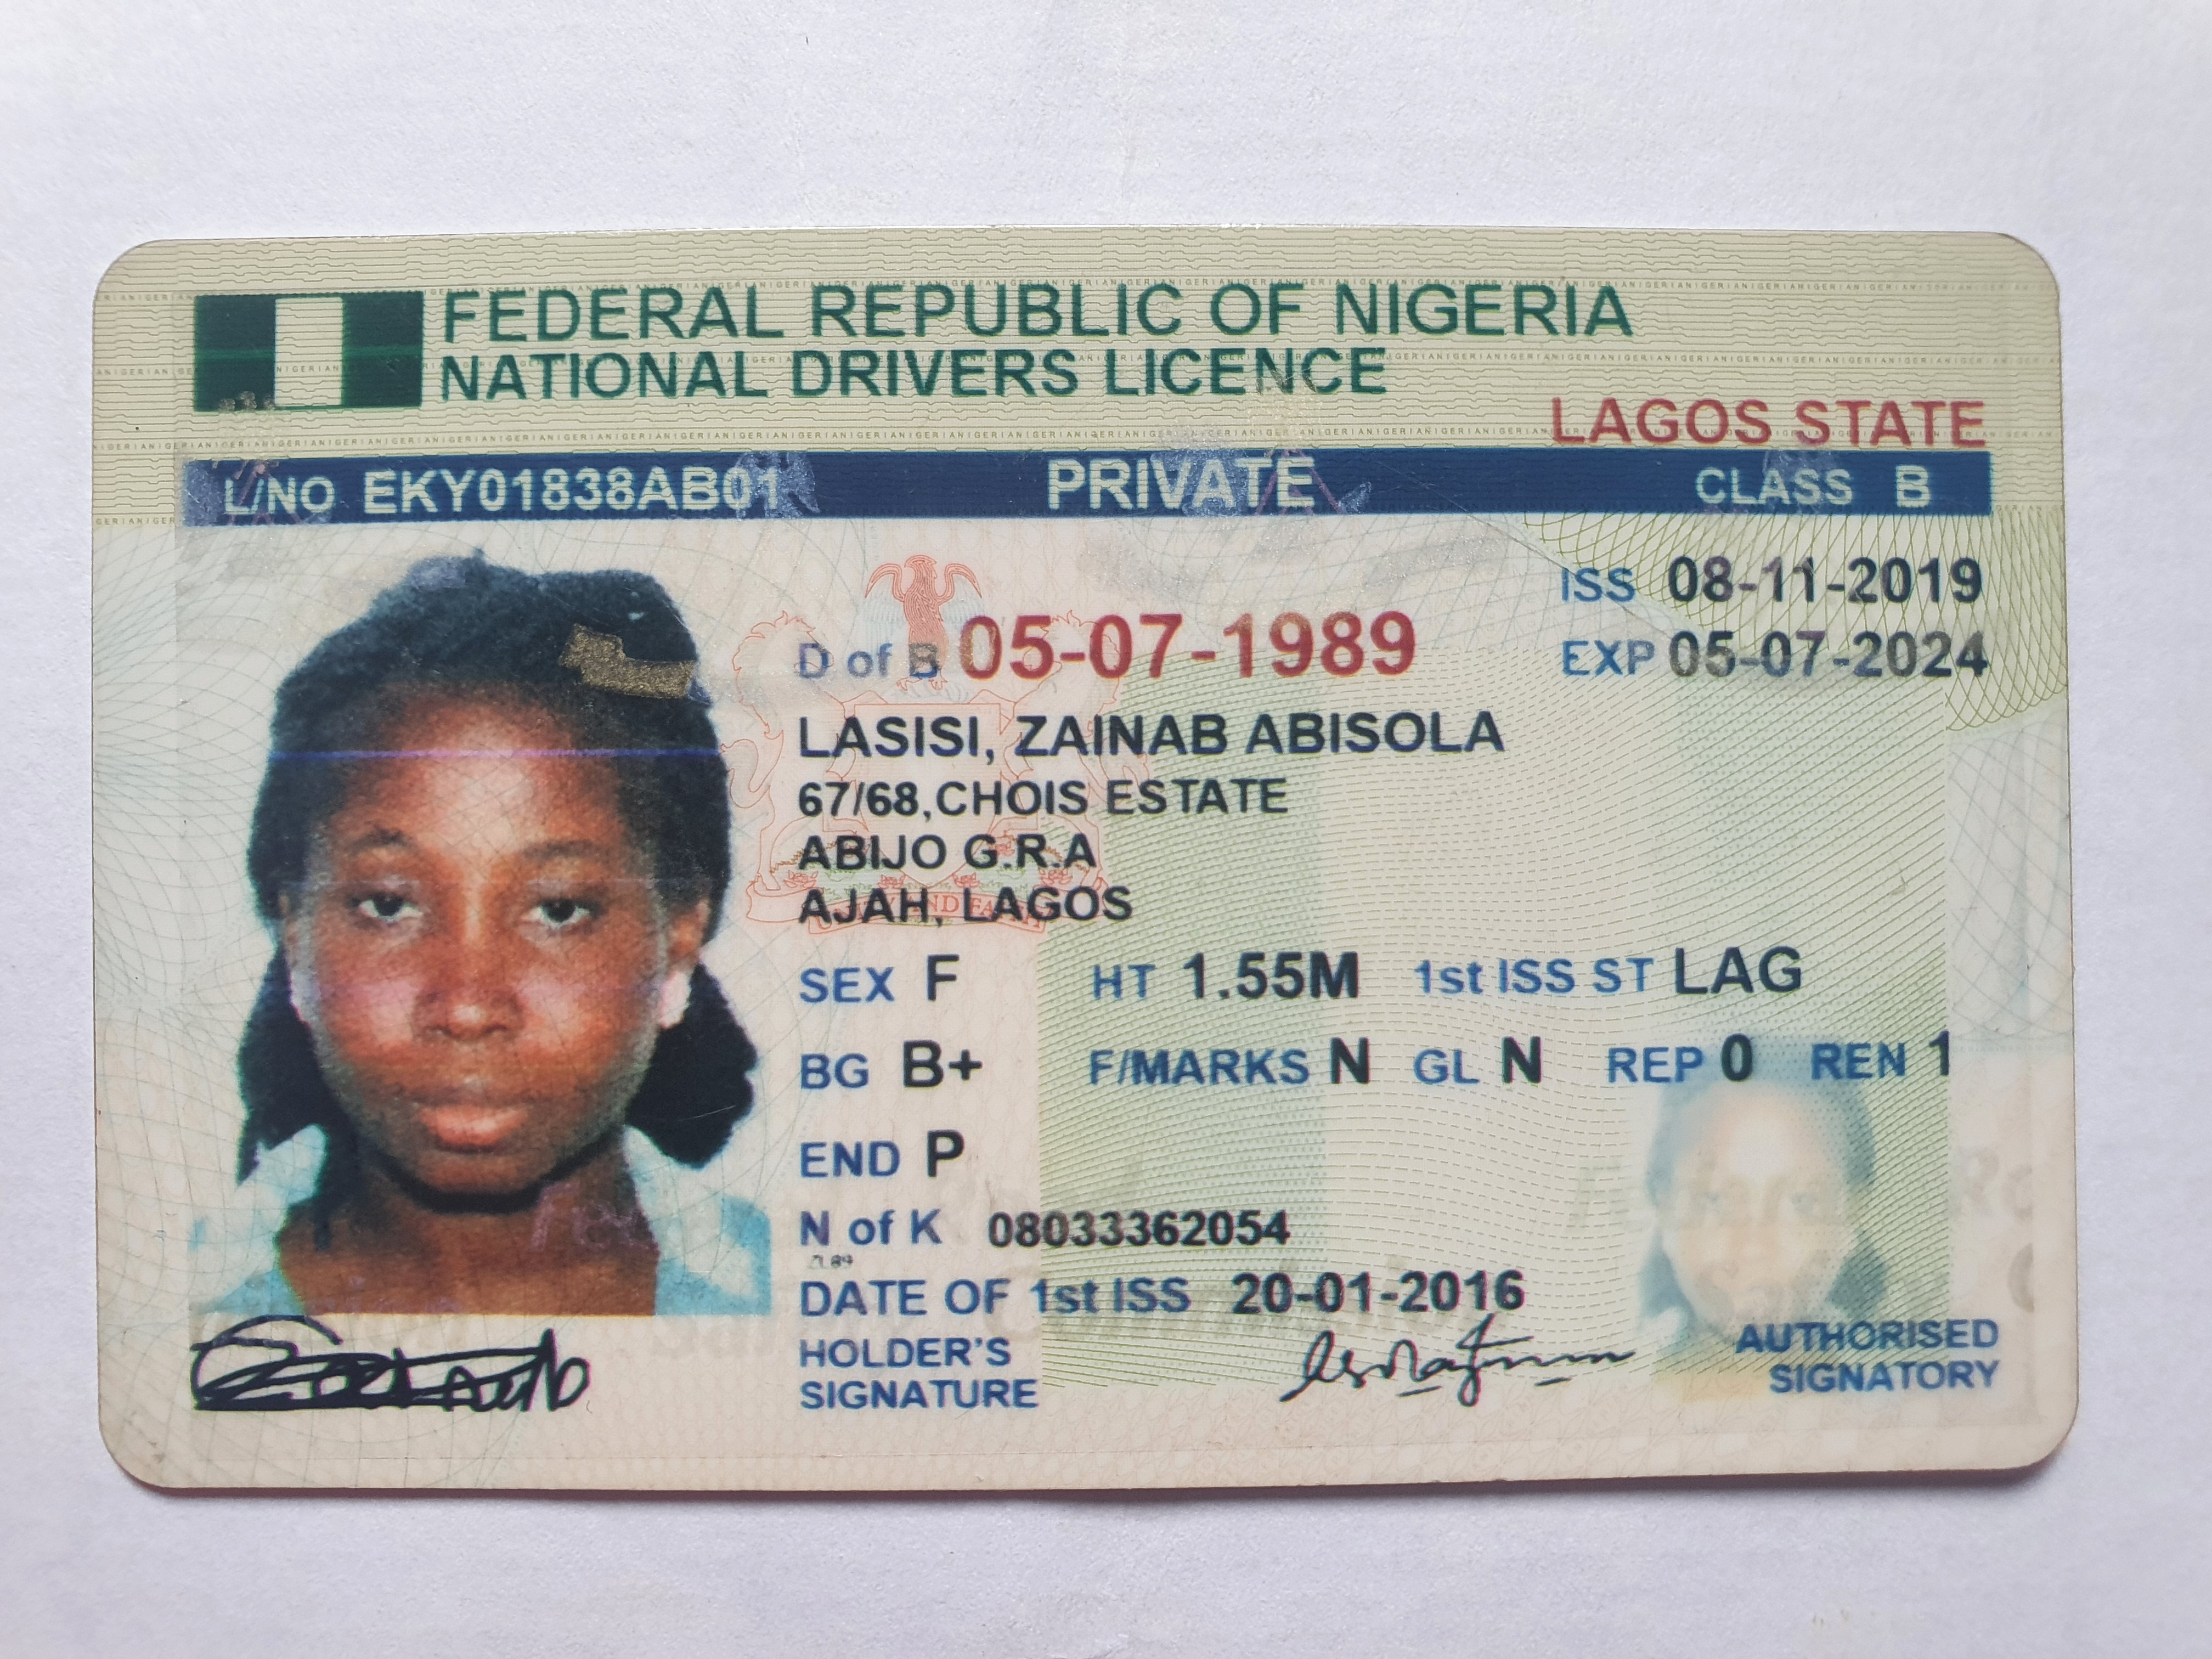 FEDERAL REPUBLIC OF NIGERIA
NATIONAL DRIVERS LICENCE
LAGOS STATE
L/NO EKY01838AB01 PRIVATE CLASS B
ISS 08-11-2019
D of B 05-07-1989 EXP 05-07-2024
LASISI, ZAINAB ABISOLA
67/68,CHOIS ESTATE
ABIJO G.R.A
AJAH, LAGOS
SEX F HT 1.55M 1st ISS ST LAG
BG B+ F/MARKS N GL N REP 0 REN 1
END P
N of K 08033362054
ZL89
DATE OF 1st ISS 20-01-2016
HOLDER'S
SIGNATURE
AUTHORISED
SIGNATORY